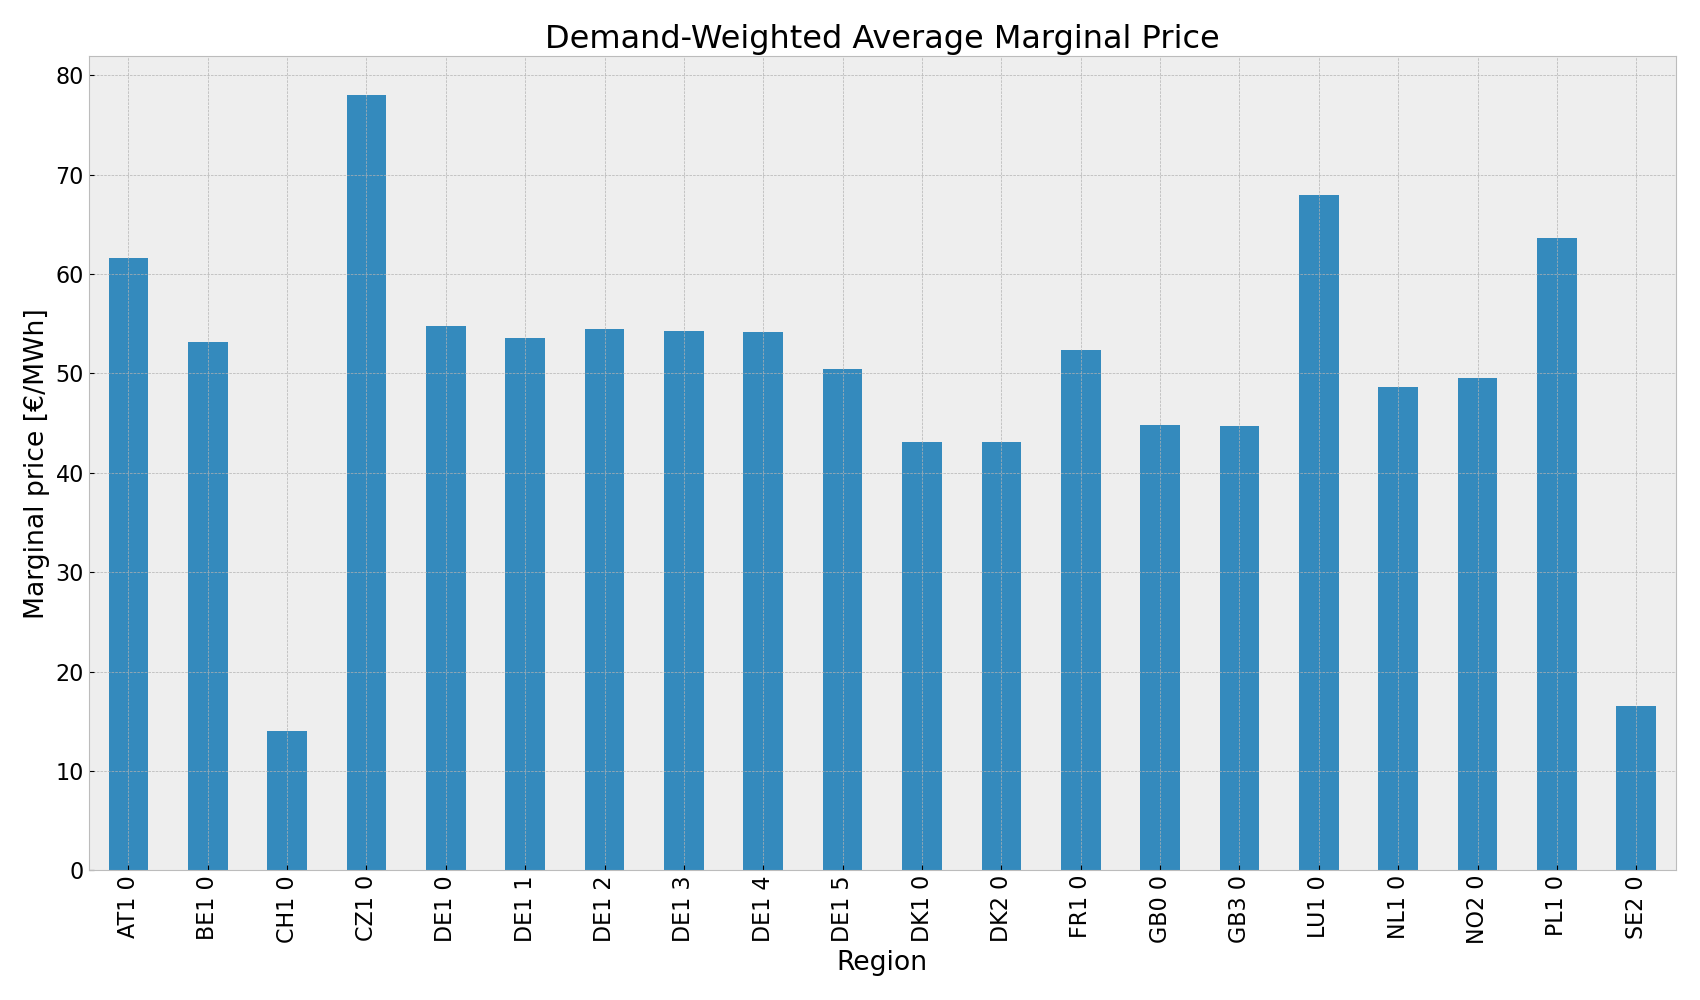 Demand-Weighted Average Marginal Price
Marginal price [€/MWh]
80
70
60
50
40
30
20
10
0
AT1 0
BE1 0
CH1 0
CZ1 0
DE1 0
DE1 1
DE1 2
DE1 3
DE1 4
DE1 5
DK1 0
DK2 0
FR1 0
GB0 0
GB3 0
LU1 0
NL1 0
NO2 0
PL1 0
SE2 0
Region